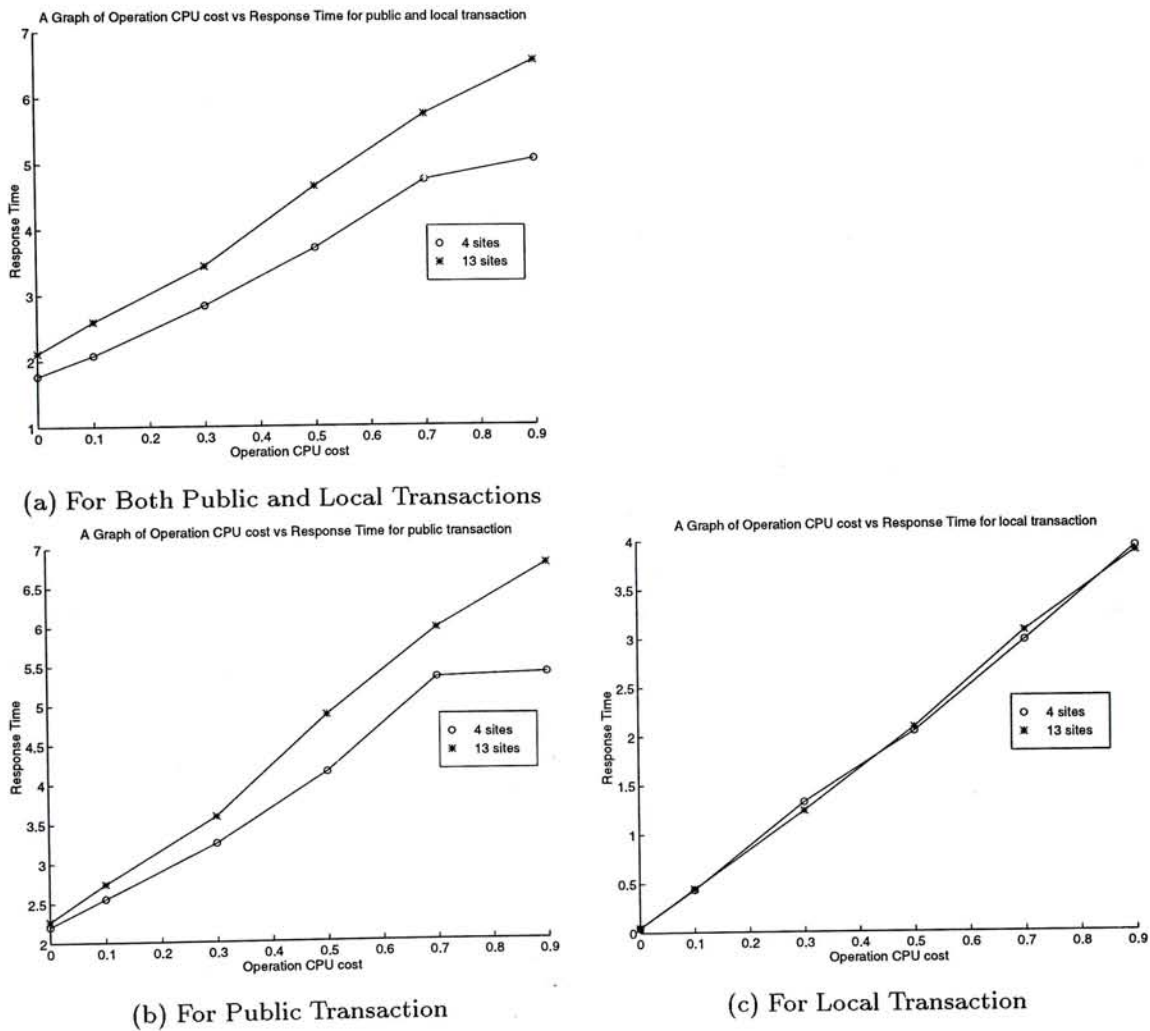 A Graph of Operation CPU cost vs Response Time for public and local transaction
7
6
5
4
3
2
1
Response Time
4 sites
13 sites
0 0.1 0.2 0.3 0.4 0.5 0.6 0.7 0.8 0.9
Operation CPU cost
(a) For Both Public and Local Transactions
A Graph of Operation CPU cost vs Response Time for public transaction
7
6.5
6
5.5
5
4.5
4
3.5
3
2.5
2
Response Time
4 sites
13 sites
0 0.1 0.2 0.3 0.4 0.5 0.6 0.7 0.8 0.9
Operation CPU cost
(b) For Public Transaction
A Graph of Operation CPU cost vs Response Time for local transaction
4
3.5
3
2.5
2
1.5
1
0.5
0
Response Time
4 sites
13 sites
0 0.1 0.2 0.3 0.4 0.5 0.6 0.7 0.8 0.9
Operation CPU cost
(c) For Local Transaction